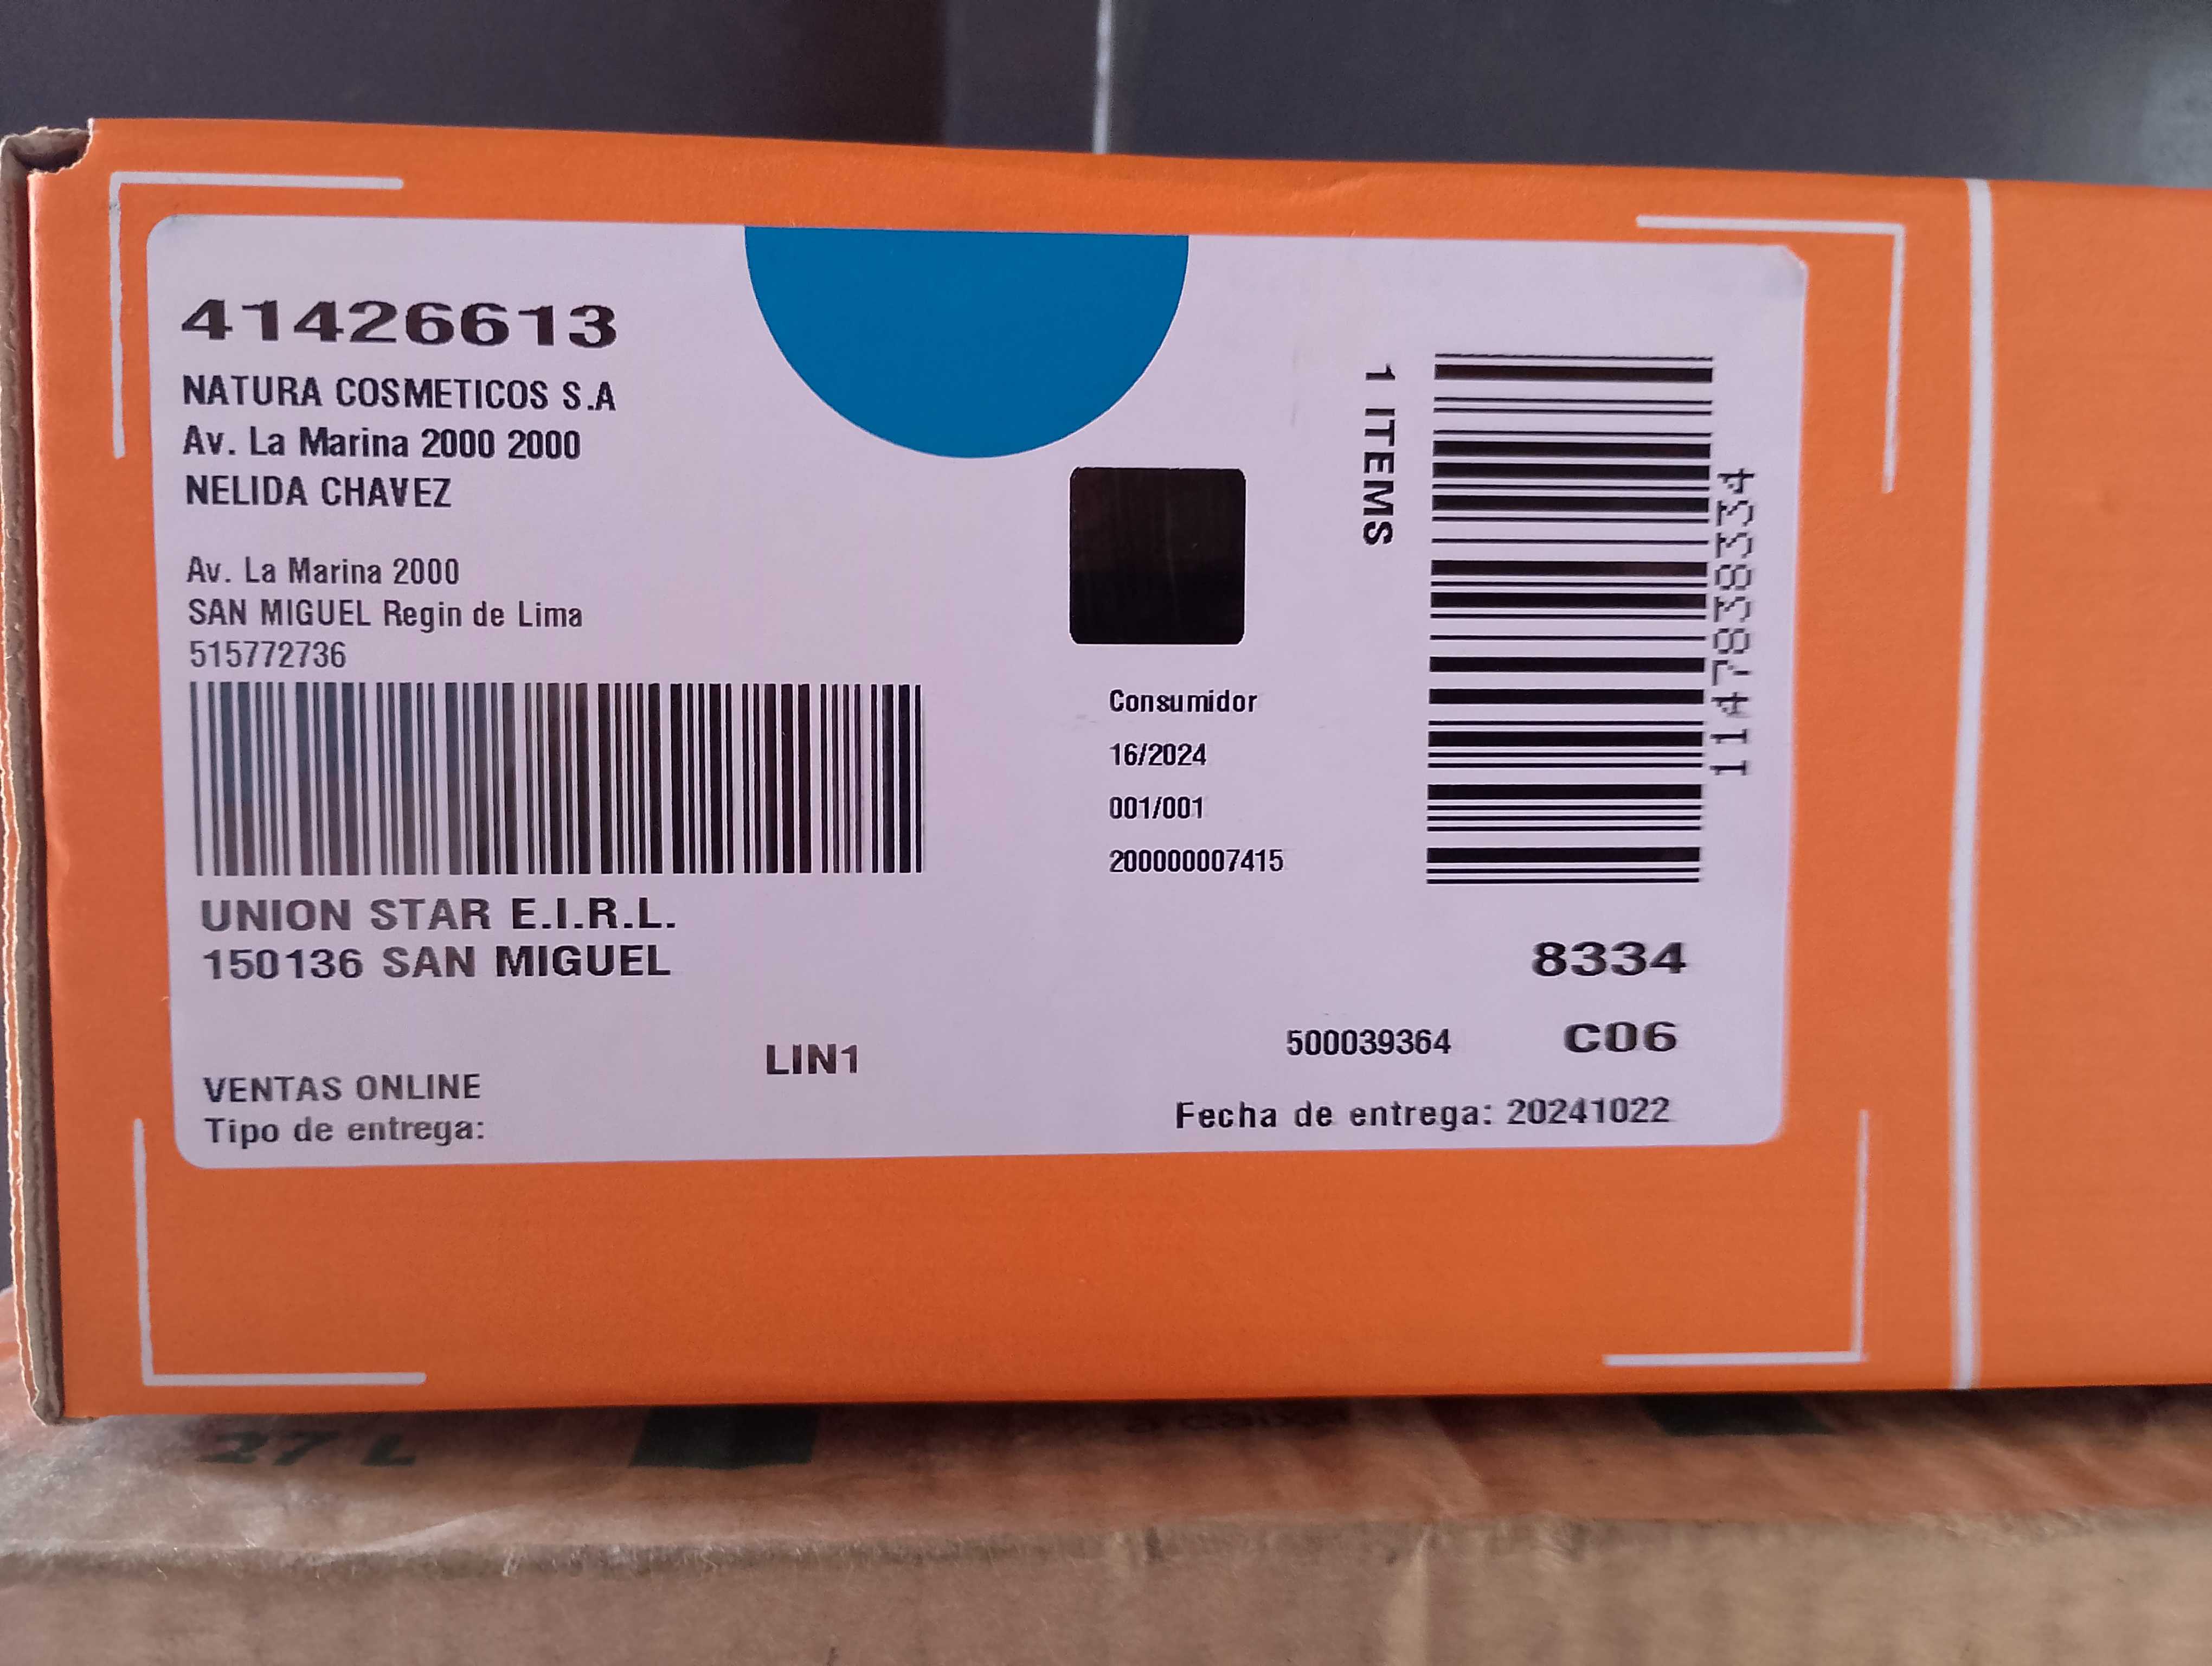 41426613
NATURA COSMETICOS S.A
Av. La Marina 2000 2000
NELIDA CHAVEZ
Av. La Marina 2000
SAN MIGUEL Regin de Lima
515772736
UNION STAR E.I.R.L.
150136 SAN MIGUEL
LIN1
VENTAS ONLINE
Tipo de entrega:
Consumidor
16/2024
001/001
200000007415
1 ITEMS
11478338334
8334
500039364 C06
Fecha de entrega: 20241022
27 L
a caixa